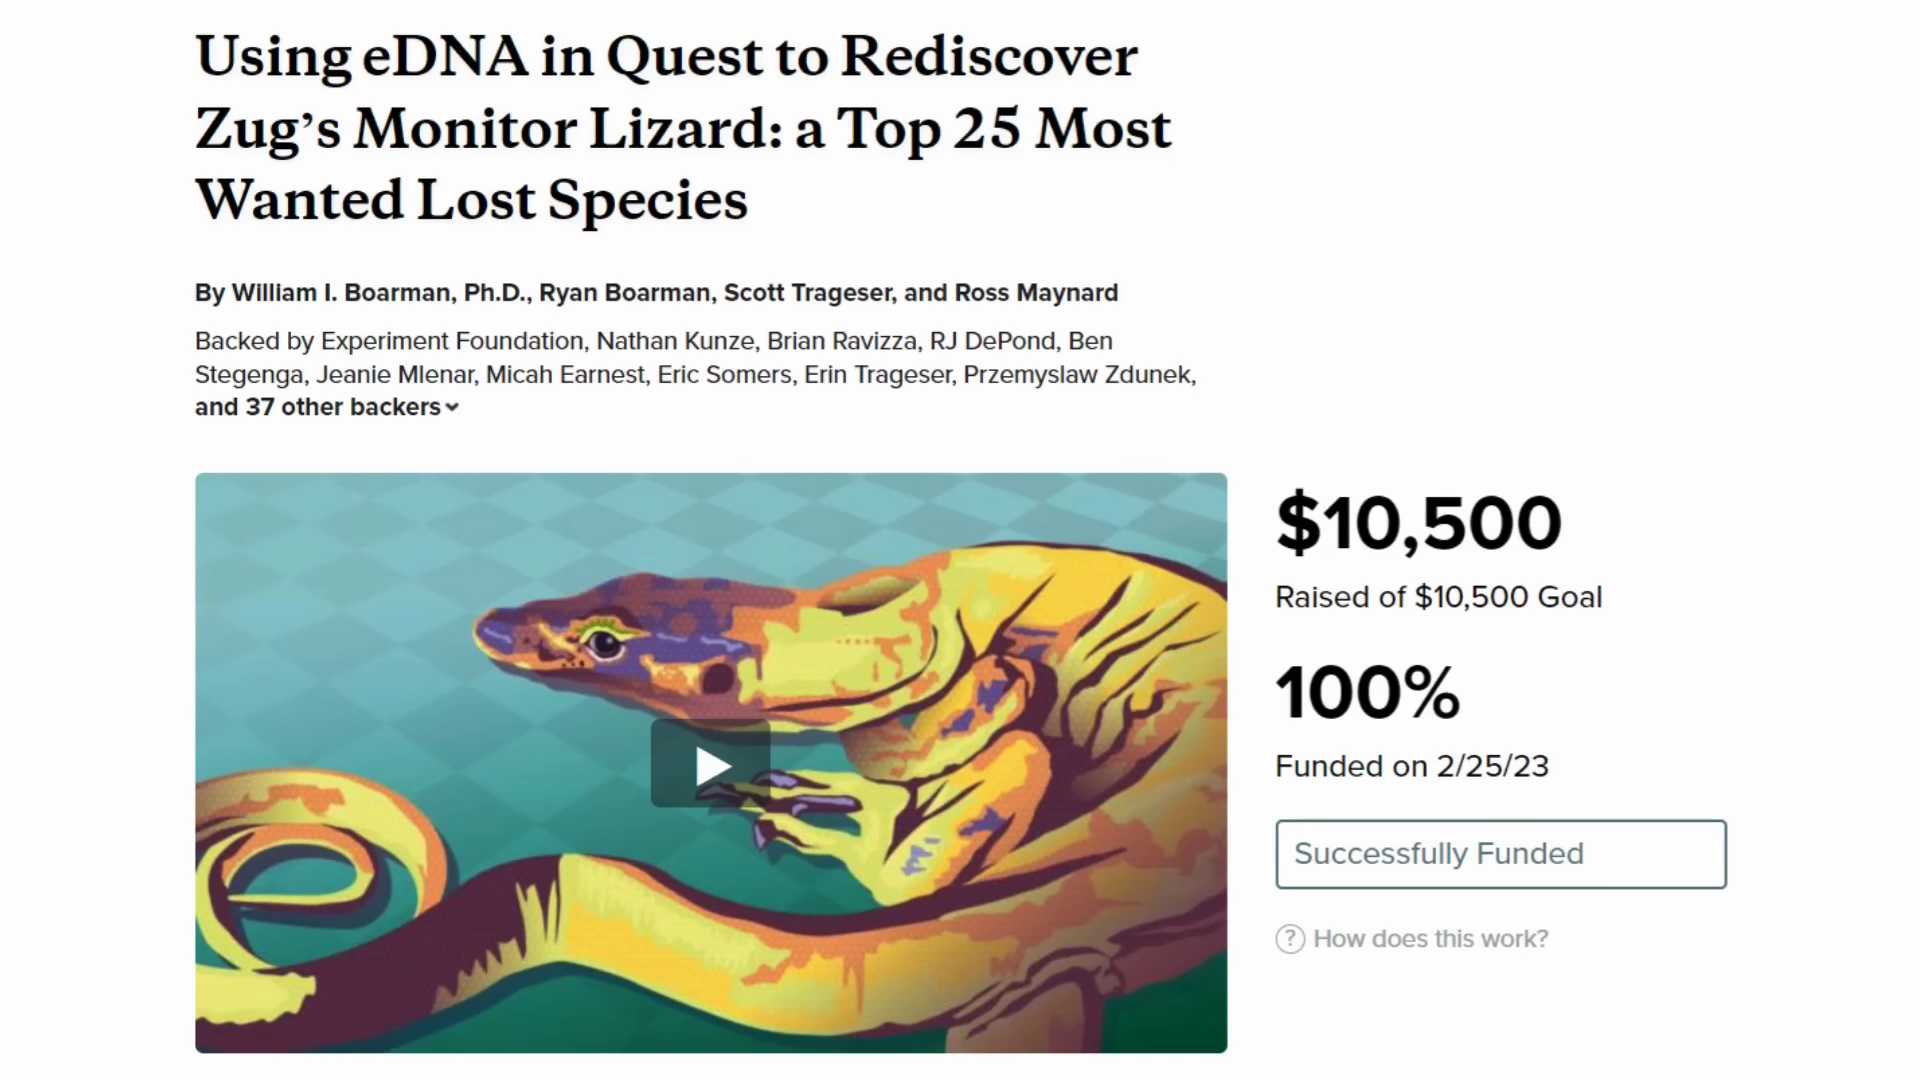 Using eDNA in Quest to Rediscover
Zug’s Monitor Lizard: a Top 25 Most
Wanted Lost Species
By William I. Boarman, Ph.D., Ryan Boarman, Scott Trageser, and Ross Maynard
Backed by Experiment Foundation, Nathan Kunze, Brian Ravizza, RJ DePond, Ben
Stegenga, Jeanie Mlenar, Micah Earnest, Eric Somers, Erin Trageser, Przemyslaw Zdunek,
and 37 other backers
$10,500
Raised of $10,500 Goal
100%
Funded on 2/25/23
Successfully Funded
? How does this work?